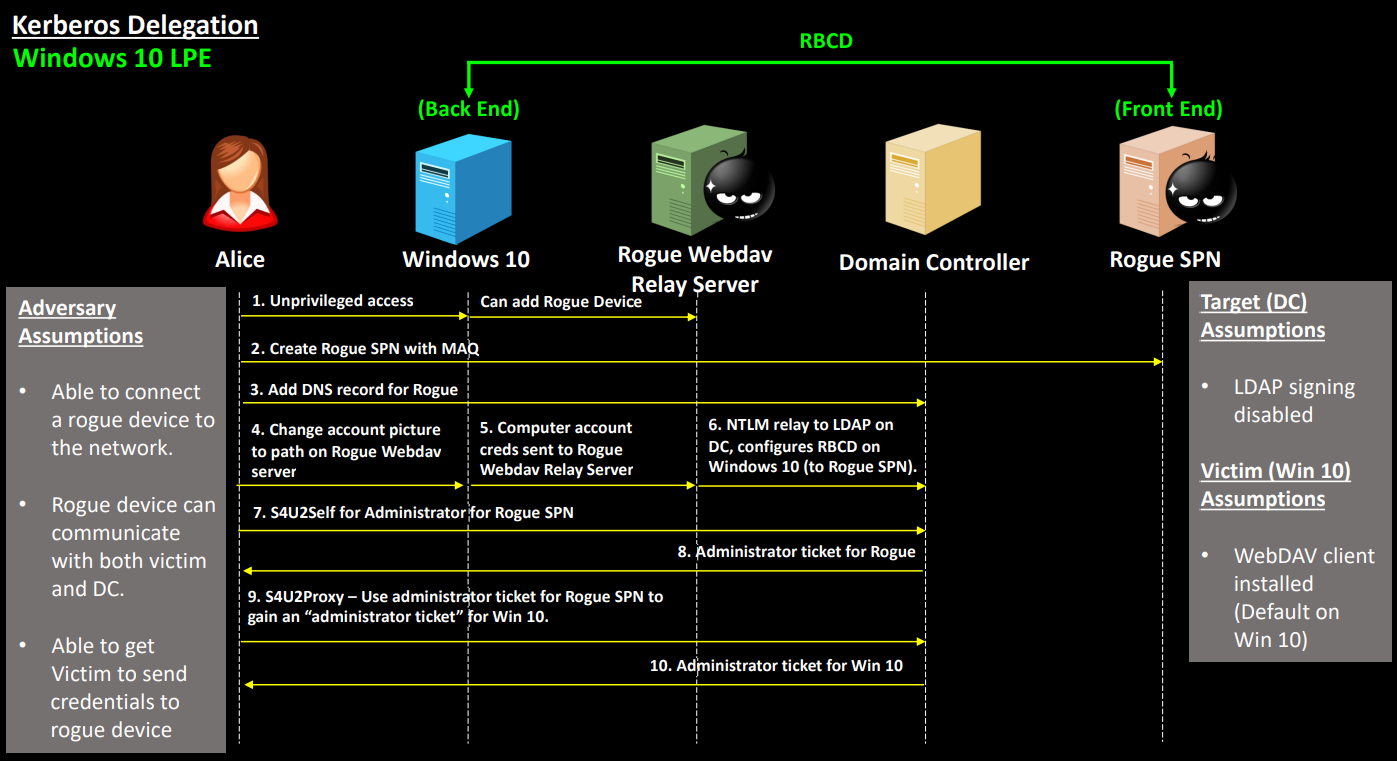 Kerberos Delegation
Windows 10 LPE
RBCD
(Back End)
(Front End)
Alice
Windows 10
Rogue Webdav
Relay Server
Domain Controller
Rogue SPN
Adversary
Assumptions
• Able to connect
a rogue device to
the network.
• Rogue device can
communicate
with both victim
and DC.
• Able to get
Victim to send
credentials to
rogue device
1. Unprivileged access
Can add Rogue Device
2. Create Rogue SPN with MAQ
3. Add DNS record for Rogue
4. Change account picture
to path on Rogue Webdav
server
5. Computer account
creds sent to Rogue
Webdav Relay Server
6. NTLM relay to LDAP on
DC, configures RBCD on
Windows 10 (to Rogue SPN).
7. S4U2Self for Administrator for Rogue SPN
8. Administrator ticket for Rogue
9. S4U2Proxy – Use administrator ticket for Rogue SPN to
gain an “administrator ticket” for Win 10.
10. Administrator ticket for Win 10
Target (DC)
Assumptions
• LDAP signing
disabled
Victim (Win 10)
Assumptions
• WebDAV client
installed
(Default on
Win 10)